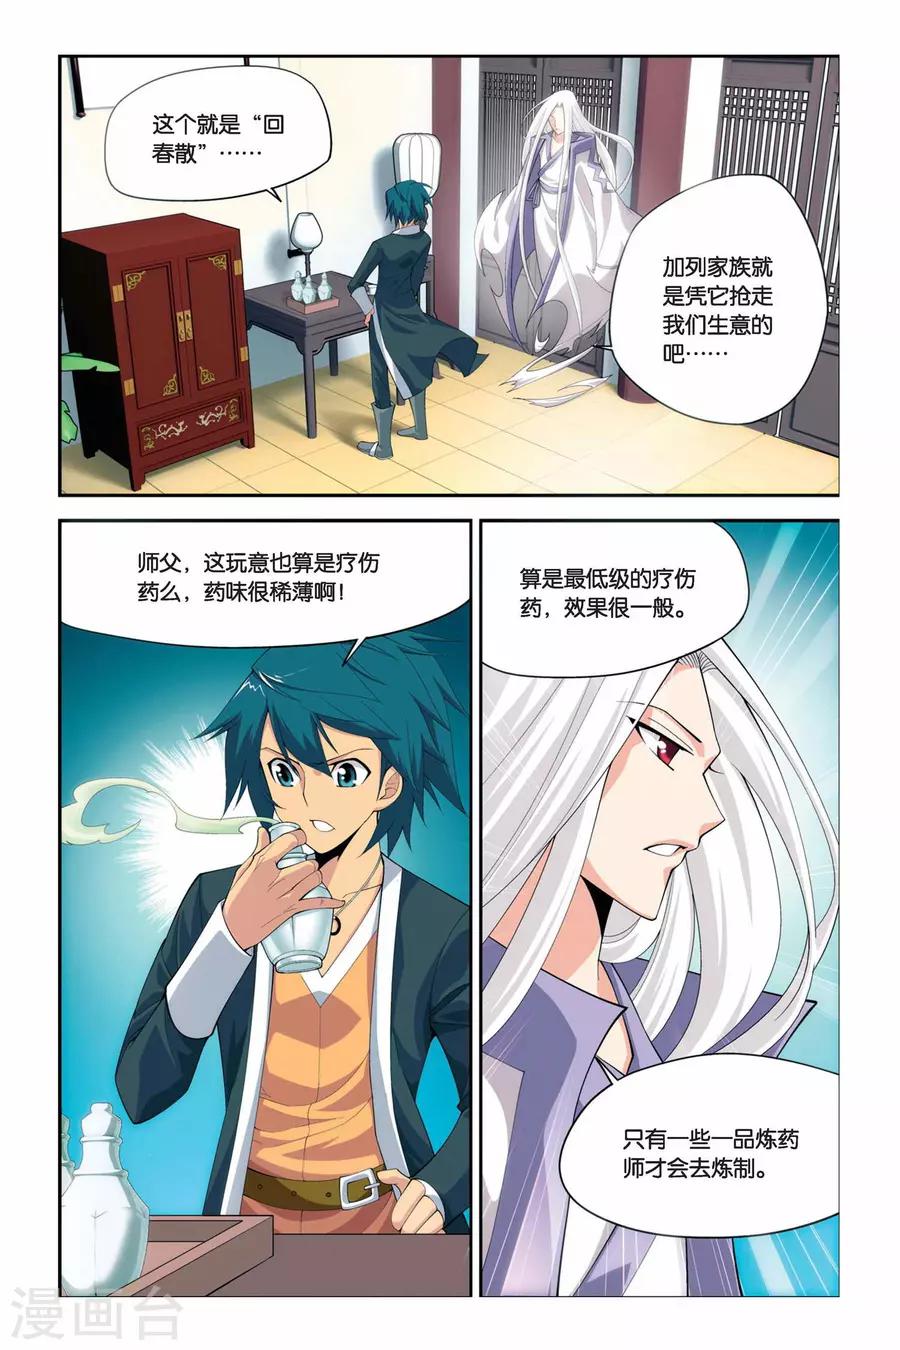 这个就是“回
春散”……
加列家族就
是凭它抢走
我们生意的
吧……
师父，这玩意也算是疗伤
药么，药味很稀薄啊！
算是最低级的疗伤
药，效果很一般。
只有一些一品炼药
师才会去炼制。
漫画台